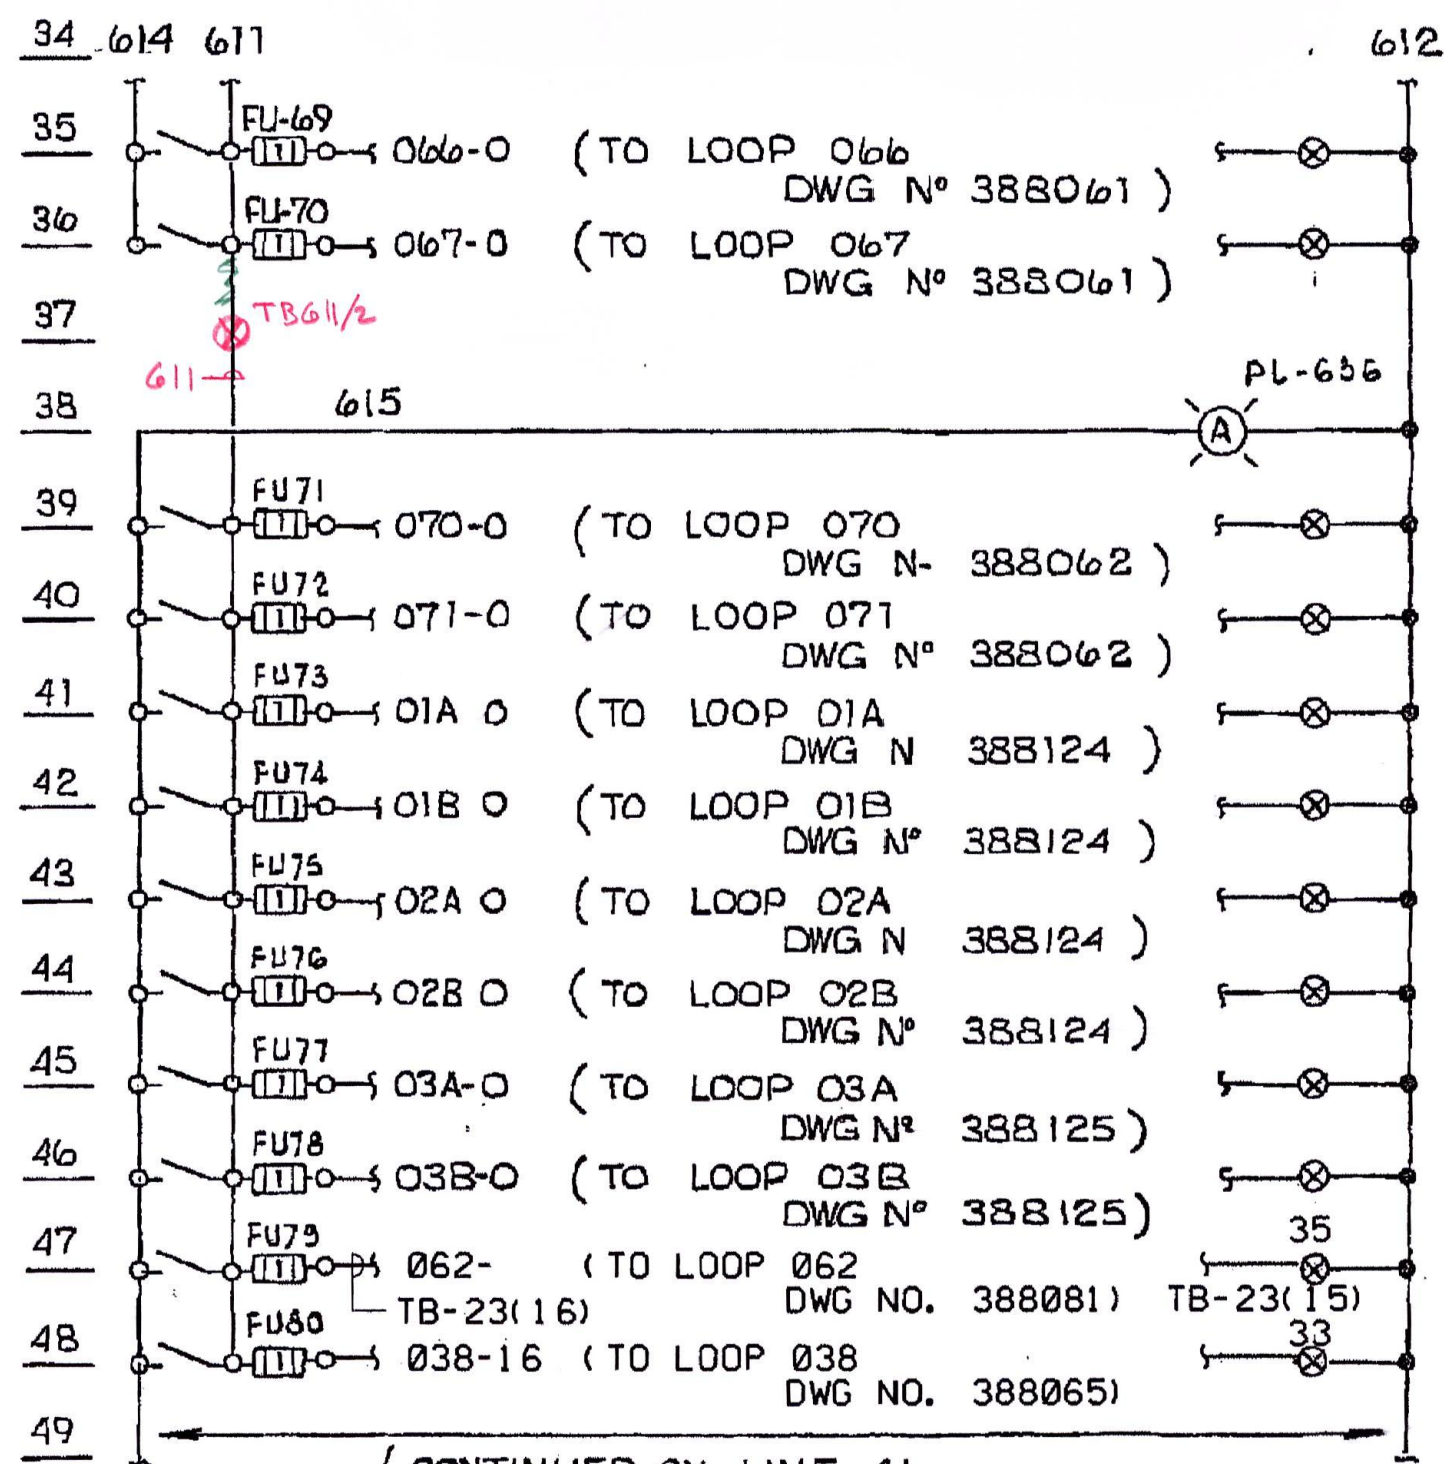 34 614 611 612
35 FU-69 066-0 (TO LOOP 066
DWG Nº 388061)
36 FU-70 067-0 (TO LOOP 067
DWG Nº 388061)
37 TB611/2
611
PL-636
38 615 A
39 FU71 070-0 (TO LOOP 070
DWG N- 388062)
40 FU72 071-0 (TO LOOP 071
DWG Nº 388062)
41 FU73 01A 0 (TO LOOP 01A
DWG N 388124)
42 FU74 01B 0 (TO LOOP 01B
DWG Nº 388124)
43 FU75 02A 0 (TO LOOP 02A
DWG N 388124)
44 FU76 02B 0 (TO LOOP 02B
DWG Nº 388124)
45 FU77 03A-0 (TO LOOP 03A
DWG Nº 388125)
46 FU78 03B-0 (TO LOOP 03B
DWG Nº 388125)
47 FU79 062- (TO LOOP 062 35
TB-23(16) DWG NO. 388081) TB-23(15)
48 FU80 038-16 (TO LOOP 038 33
DWG NO. 388065)
49